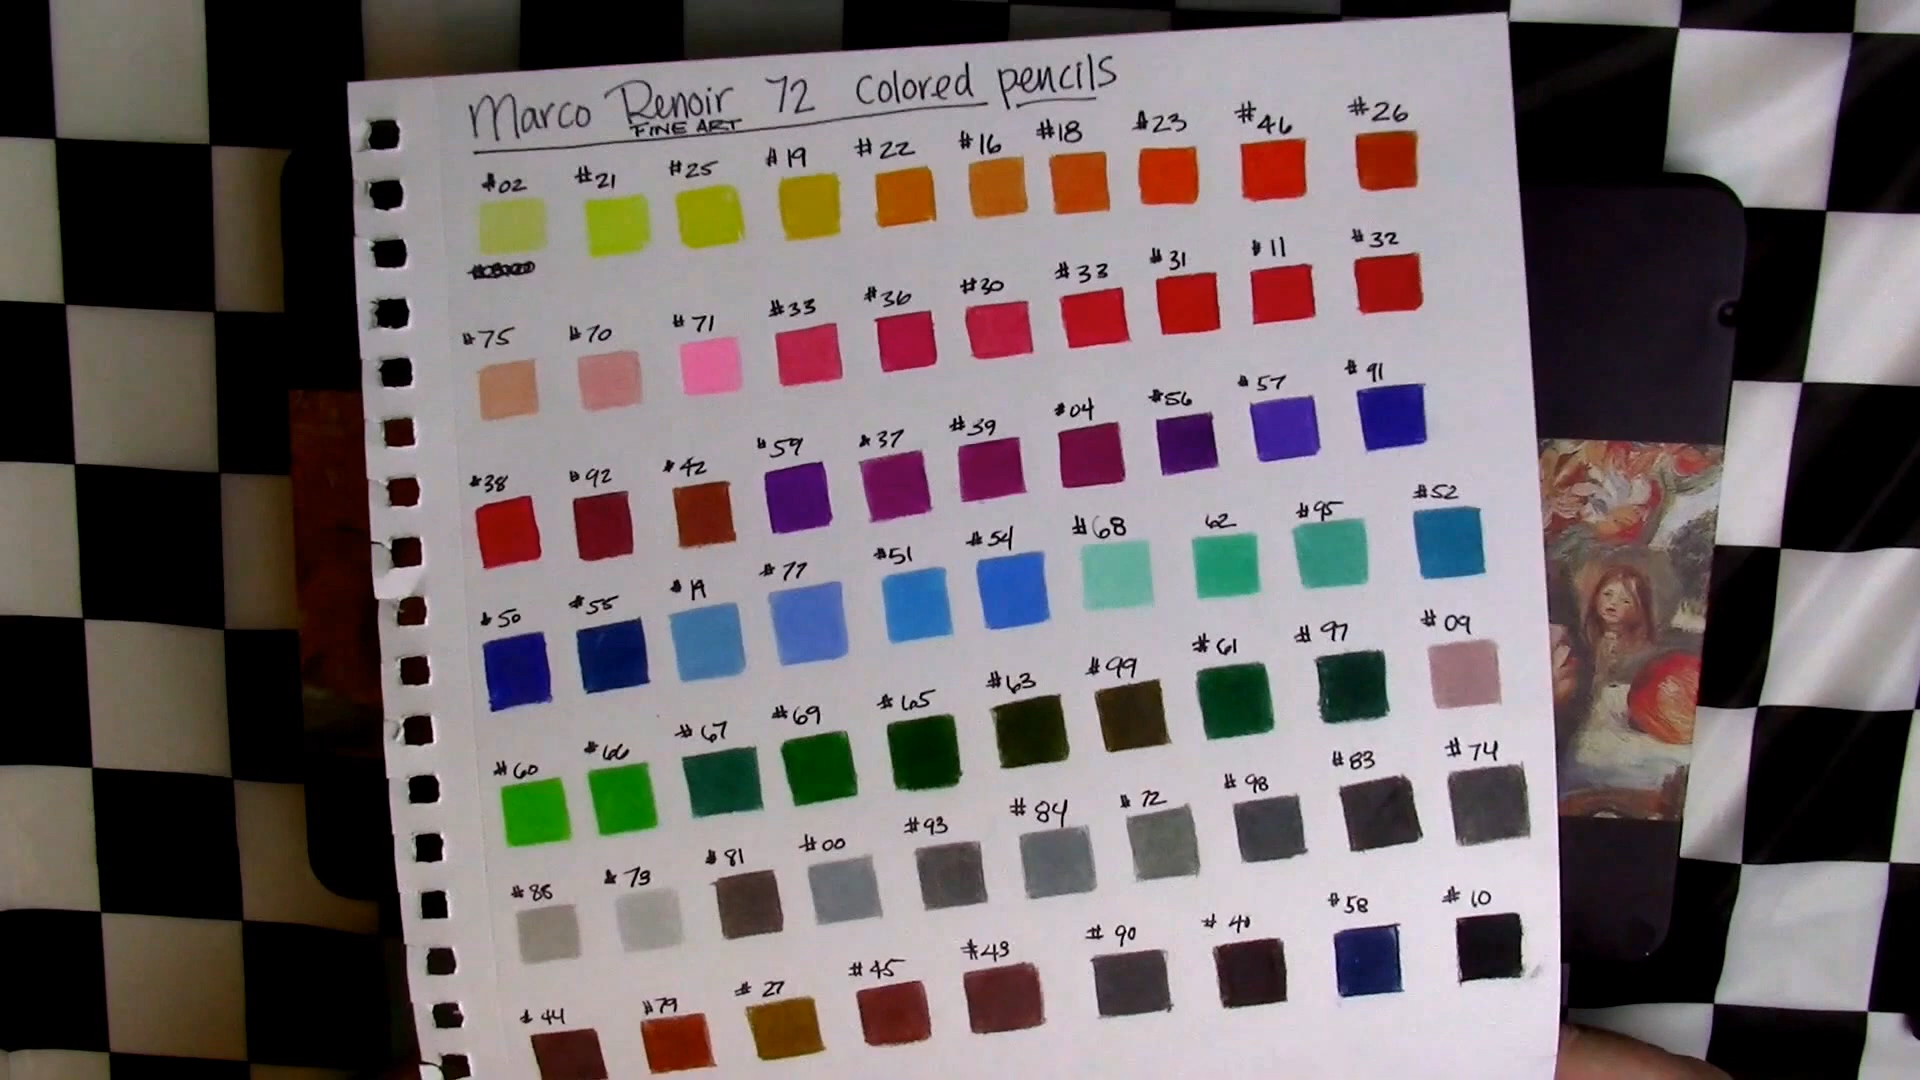 Marco Renoir 72 colored pencils
FINE ART
#02 #21 #25 #19 #22 #16 #18 #23 #46 #26
#75 #70 #71 #33 #36 #30 #33 #31 #11 #32
#38 #92 #42 #59 #37 #39 #04 #56 #57 #91
#50 #55 #77 #51 #54 #68 62 #95 #52
#60 #66 #67 #69 #65 #63 #99 #61 #97 #09
#73 #81 #00 #93 #84 #72 #98 #83 #74
#44 #79 #27 #45 #43 #90 #40 #58 #10